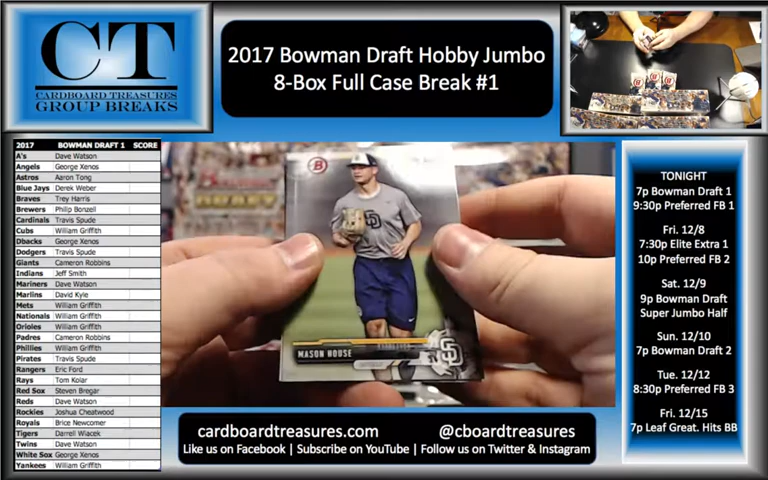 CT
CARDBOARD TREASURES
GROUP BREAKS
2017 Bowman Draft Hobby Jumbo
8-Box Full Case Break #1
2017 BOWMAN DRAFT 1 SCORE
A's Dave Watson
Angels George Xenos
Astros Aaron Tong
Blue Jays Derek Weber
Braves Trey Harris
Brewers Philip Bonzell
Cardinals Travis Spude
Cubs William Griffith
Dbacks George Xenos
Dodgers Travis Spude
Giants Cameron Robbins
Indians Jeff Smith
Mariners Dave Watson
Marlins David Kyle
Mets William Griffith
Nationals William Griffith
Orioles William Griffith
Padres Cameron Robbins
Phillies William Griffith
Pirates Travis Spude
Rangers Eric Ford
Rays Tom Kolar
Red Sox Steven Bregar
Reds Dave Watson
Rockies Joshua Cheatwood
Royals Brice Newcomer
Tigers Darrell Wiacek
Twins Dave Watson
White Sox George Xenos
Yankees William Griffith
B
SD
MASON HOUSE
SD
TONIGHT
7p Bowman Draft 1
9:30p Preferred FB 1
Fri. 12/8
7:30p Elite Extra 1
10p Preferred FB 2
Sat. 12/9
9p Bowman Draft
Super Jumbo Half
Sun. 12/10
7p Bowman Draft 2
Tue. 12/12
8:30p Preferred FB 3
Fri. 12/15
7p Leaf Great. Hits BB
cardboardtreasures.com @cboardtreasures
Like us on Facebook | Subscribe on YouTube | Follow us on Twitter & Instagram